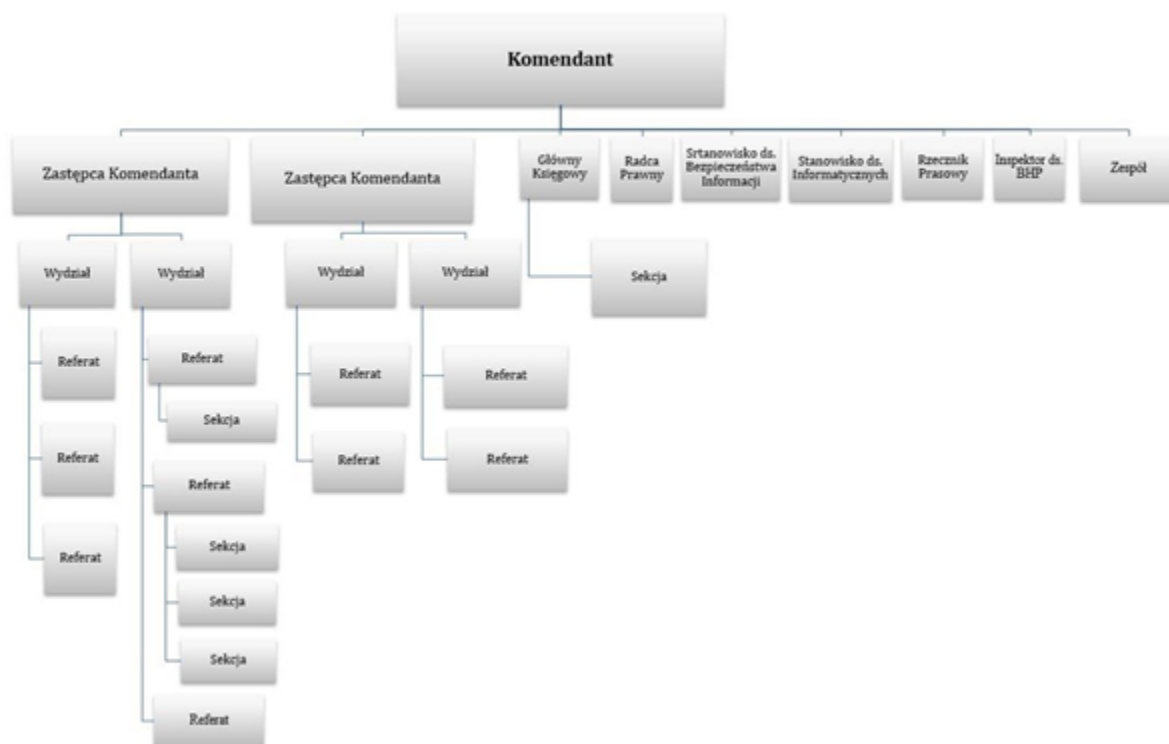 Komendant
Zastępca Komendanta
Zastępca Komendanta
Główny
Księgowy
Radca
Prawny
Srtanowisko ds.
Bezpieczeństwa
Informacji
Stanowisko ds.
Informatycznych
Rzecznik
Prasowy
Inspektor ds.
BHP
Zespół
Wydział
Wydział
Wydział
Wydział
Sekcja
Referat
Referat
Referat
Referat
Sekcja
Referat
Sekcja
Sekcja
Sekcja
Referat
Referat
Referat
Referat
Referat